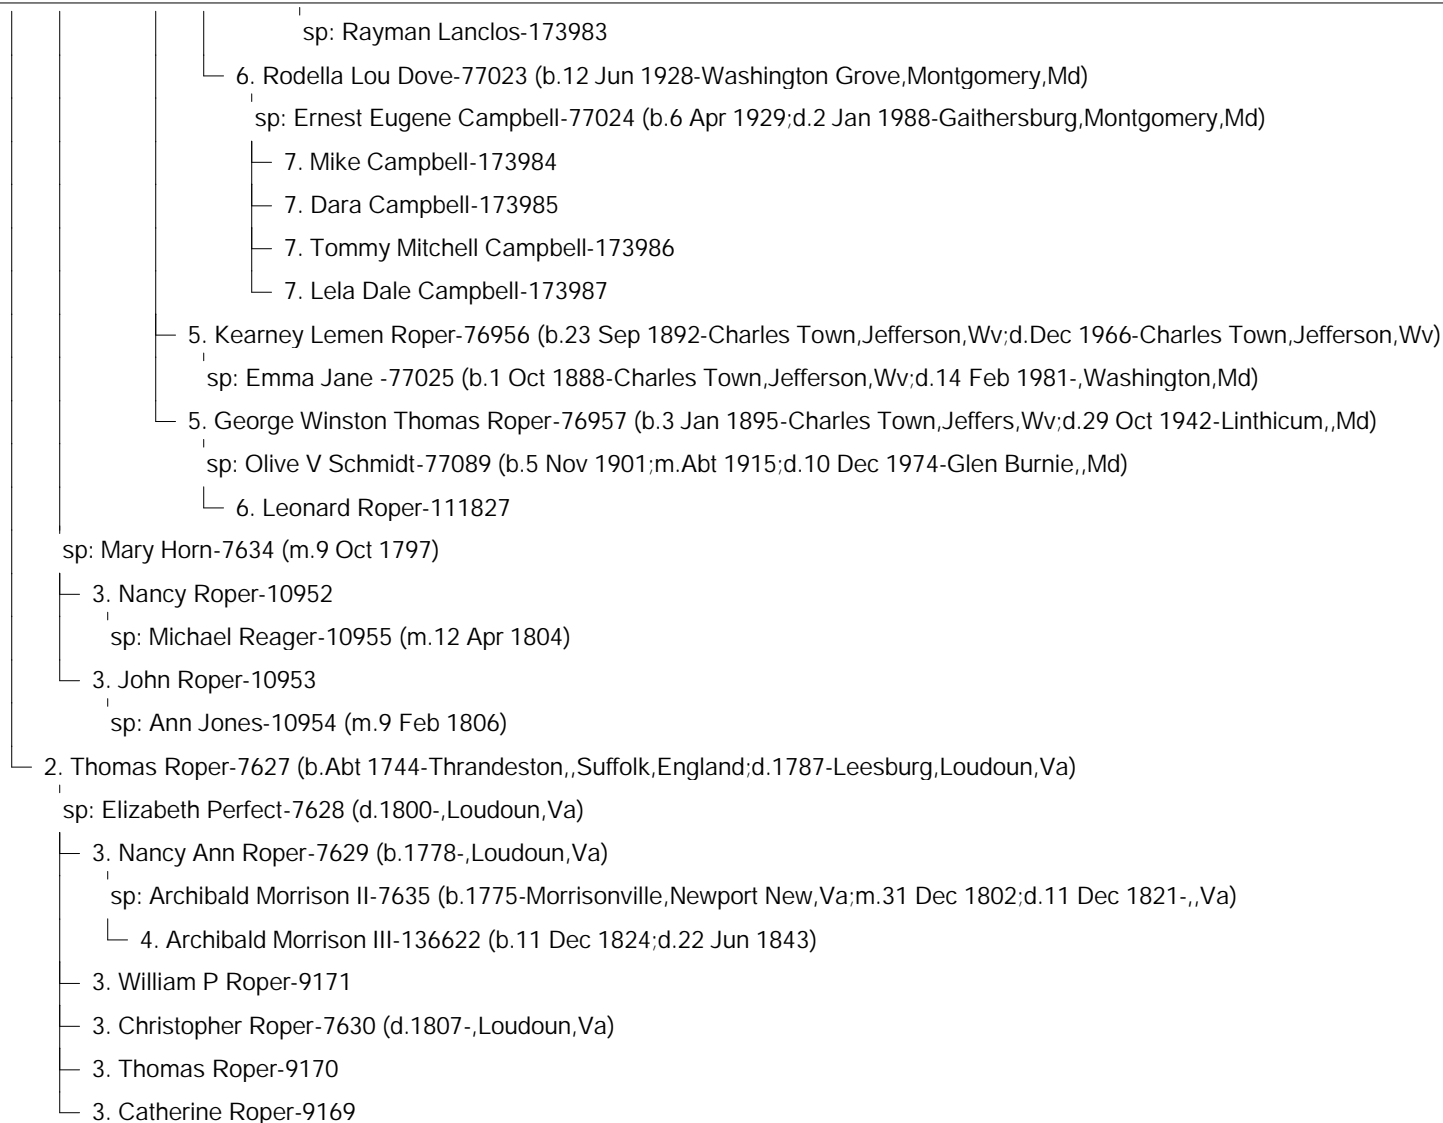 sp: Rayman Lanclos-173983
6. Rodella Lou Dove-77023 (b.12 Jun 1928-Washington Grove,Montgomery,Md)
sp: Ernest Eugene Campbell-77024 (b.6 Apr 1929;d.2 Jan 1988-Gaithersburg,Montgomery,Md)
7. Mike Campbell-173984
7. Dara Campbell-173985
7. Tommy Mitchell Campbell-173986
7. Lela Dale Campbell-173987
5. Kearney Lemen Roper-76956 (b.23 Sep 1892-Charles Town,Jefferson,Wv;d.Dec 1966-Charles Town,Jefferson,Wv)
sp: Emma Jane -77025 (b.1 Oct 1888-Charles Town,Jefferson,Wv;d.14 Feb 1981-,Washington,Md)
5. George Winston Thomas Roper-76957 (b.3 Jan 1895-Charles Town,Jeffers,Wv;d.29 Oct 1942-Linthicum,,Md)
sp: Olive V Schmidt-77089 (b.5 Nov 1901;m.Abt 1915;d.10 Dec 1974-Glen Burnie,,Md)
6. Leonard Roper-111827
sp: Mary Horn-7634 (m.9 Oct 1797)
3. Nancy Roper-10952
sp: Michael Reager-10955 (m.12 Apr 1804)
3. John Roper-10953
sp: Ann Jones-10954 (m.9 Feb 1806)
2. Thomas Roper-7627 (b.Abt 1744-Thrandeston,,Suffolk,England;d.1787-Leesburg,Loudoun,Va)
sp: Elizabeth Perfect-7628 (d.1800-,Loudoun,Va)
3. Nancy Ann Roper-7629 (b.1778-,Loudoun,Va)
sp: Archibald Morrison II-7635 (b.1775-Morrisonville,Newport New,Va;m.31 Dec 1802;d.11 Dec 1821-,,Va)
4. Archibald Morrison III-136622 (b.11 Dec 1824;d.22 Jun 1843)
3. William P Roper-9171
3. Christopher Roper-7630 (d.1807-,Loudoun,Va)
3. Thomas Roper-9170
3. Catherine Roper-9169